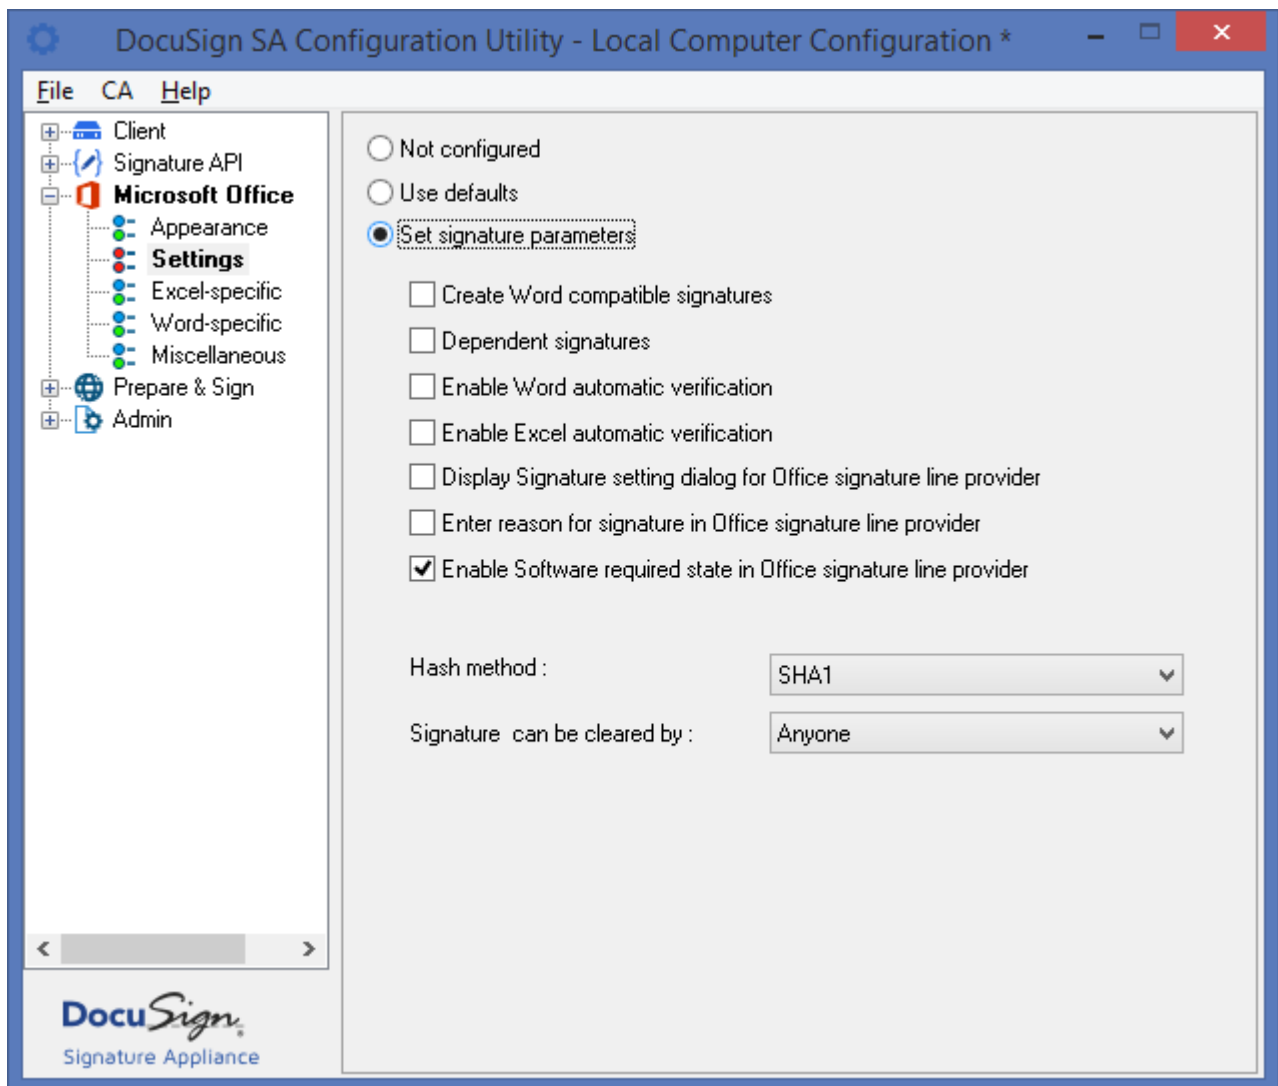 DocuSign SA Configuration Utility - Local Computer Configuration *
File CA Help
Client
Signature API
Microsoft Office
Appearance
Settings
Excel-specific
Word-specific
Miscellaneous
Prepare & Sign
Admin
DocuSign
Signature Appliance
Not configured
Use defaults
Set signature parameters
Create Word compatible signatures
Dependent signatures
Enable Word automatic verification
Enable Excel automatic verification
Display Signature setting dialog for Office signature line provider
Enter reason for signature in Office signature line provider
Enable Software required state in Office signature line provider
Hash method : SHA1
Signature can be cleared by : Anyone